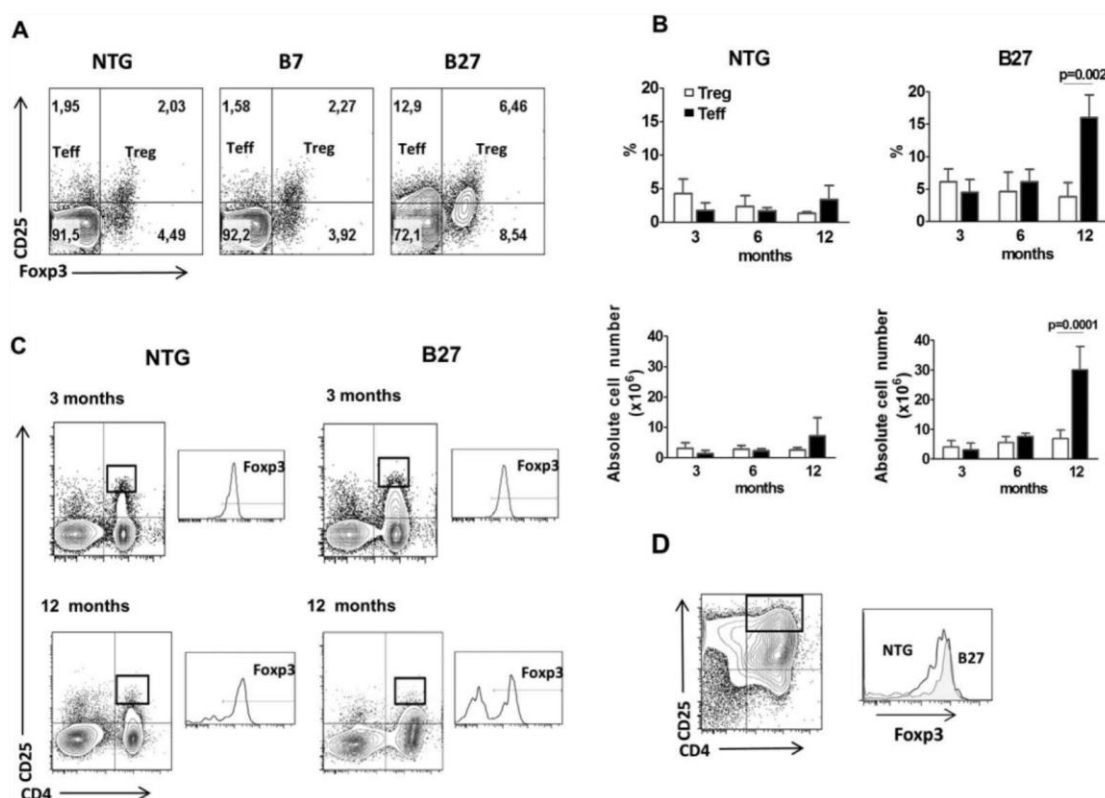 A
NTG
B7
B27
1,95
2,03
1,58
2,27
12,9
6,46
Teff
Treg
Teff
Treg
Teff
Treg
91,5
4,49
92,2
3,92
72,1
8,54
CD25
Foxp3
B
NTG
B27
p=0.002
Treg
Teff
20
15
10
5
0
%
3
6
12
months
20
15
10
5
0
%
3
6
12
months
Absolute cell number
(x10⁶)
40
30
20
10
0
3
6
12
months
p=0.0001
Absolute cell number
(x10⁶)
40
30
20
10
0
3
6
12
months
C
NTG
B27
3 months
3 months
Foxp3
Foxp3
12 months
12 months
Foxp3
Foxp3
CD25
CD4
D
CD25
CD4
NTG
B27
Foxp3